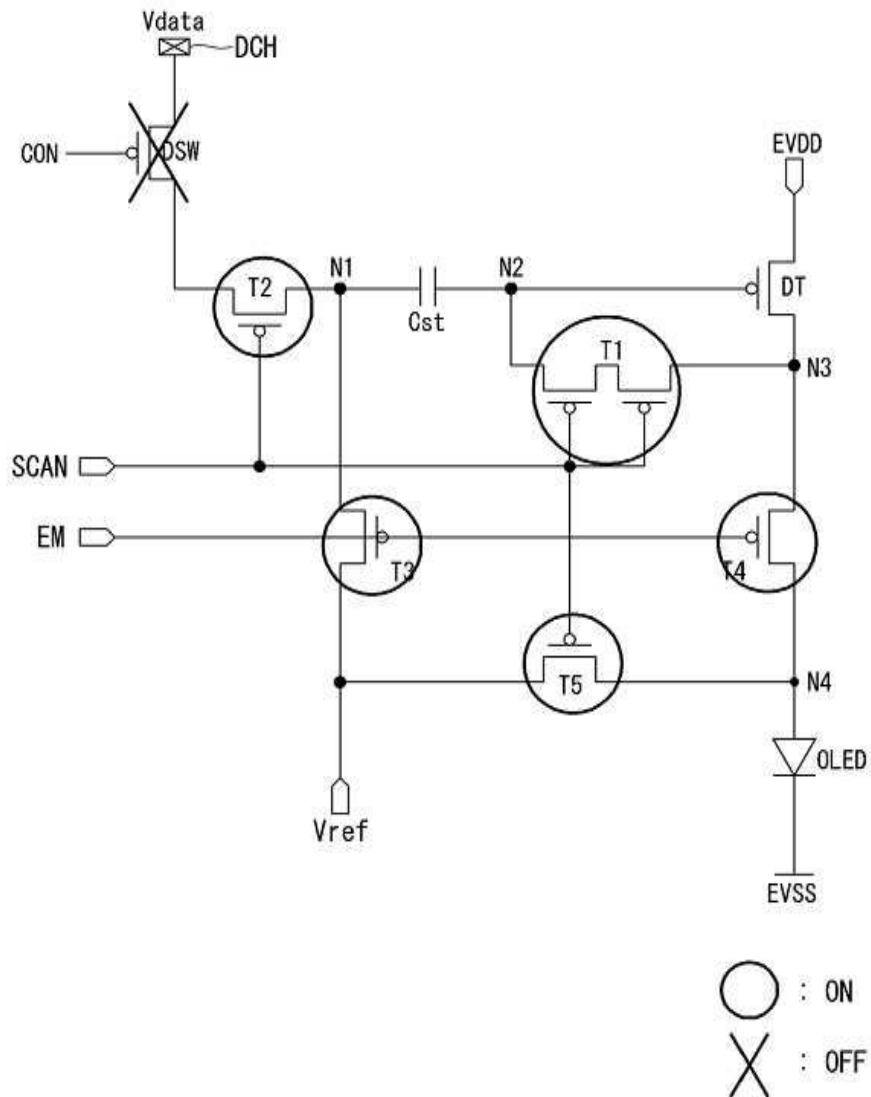 Vdata
DCH
CON
DSW
EVDD
T2
N1
N2
Cst
DT
T1
N3
SCAN
EM
T3
T4
T5
N4
OLED
Vref
EVSS
: ON
: OFF